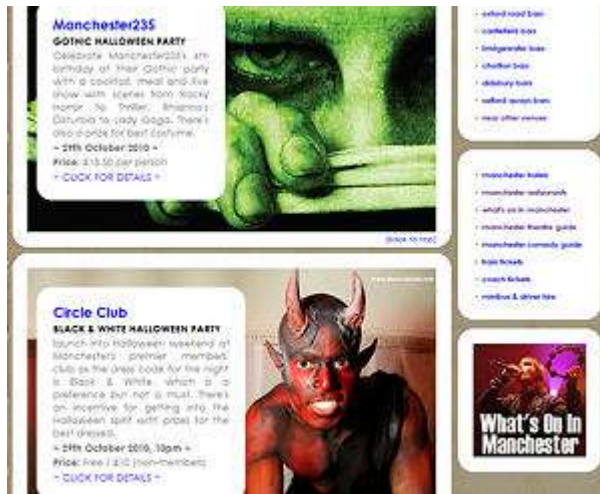 Manchester235
GOTHIC HALLOWEEN PARTY
Celebrate Manchester235's 4th
birthday at their Gothic party
with a cocktail, meal and live
show with scenes from Rocky
Horror to Thriller, Rihanna's
Disturbia to Lady Gaga. There's
also a prize for best costume.
~ 29th October 2010 ~
Price: per person
~ CLICK FOR DETAILS ~
[BACK TO TOP]
Circle Club
BLACK & WHITE HALLOWEEN PARTY
launch into Halloween weekend at
Manchester's premier members
club as the dress code for the night
is Black & White. Which is a
preference but not a must. There's
an incentive for getting into the
Halloween spirit with prizes for the
best dressed.
~ 29th October 2010, 10pm ~
Price: Free / £10 (non-members)
~ CLICK FOR DETAILS ~
oxford road bars
castlefield bars
bridgewater bars
chorlton bars
didsbury bars
salford quays bars
near other venues
manchester hotels
manchester restaurants
what's on in manchester
manchester theatre guide
manchester comedy guide
train tickets
coach tickets
minibus & driver hire
What's On In
Manchester